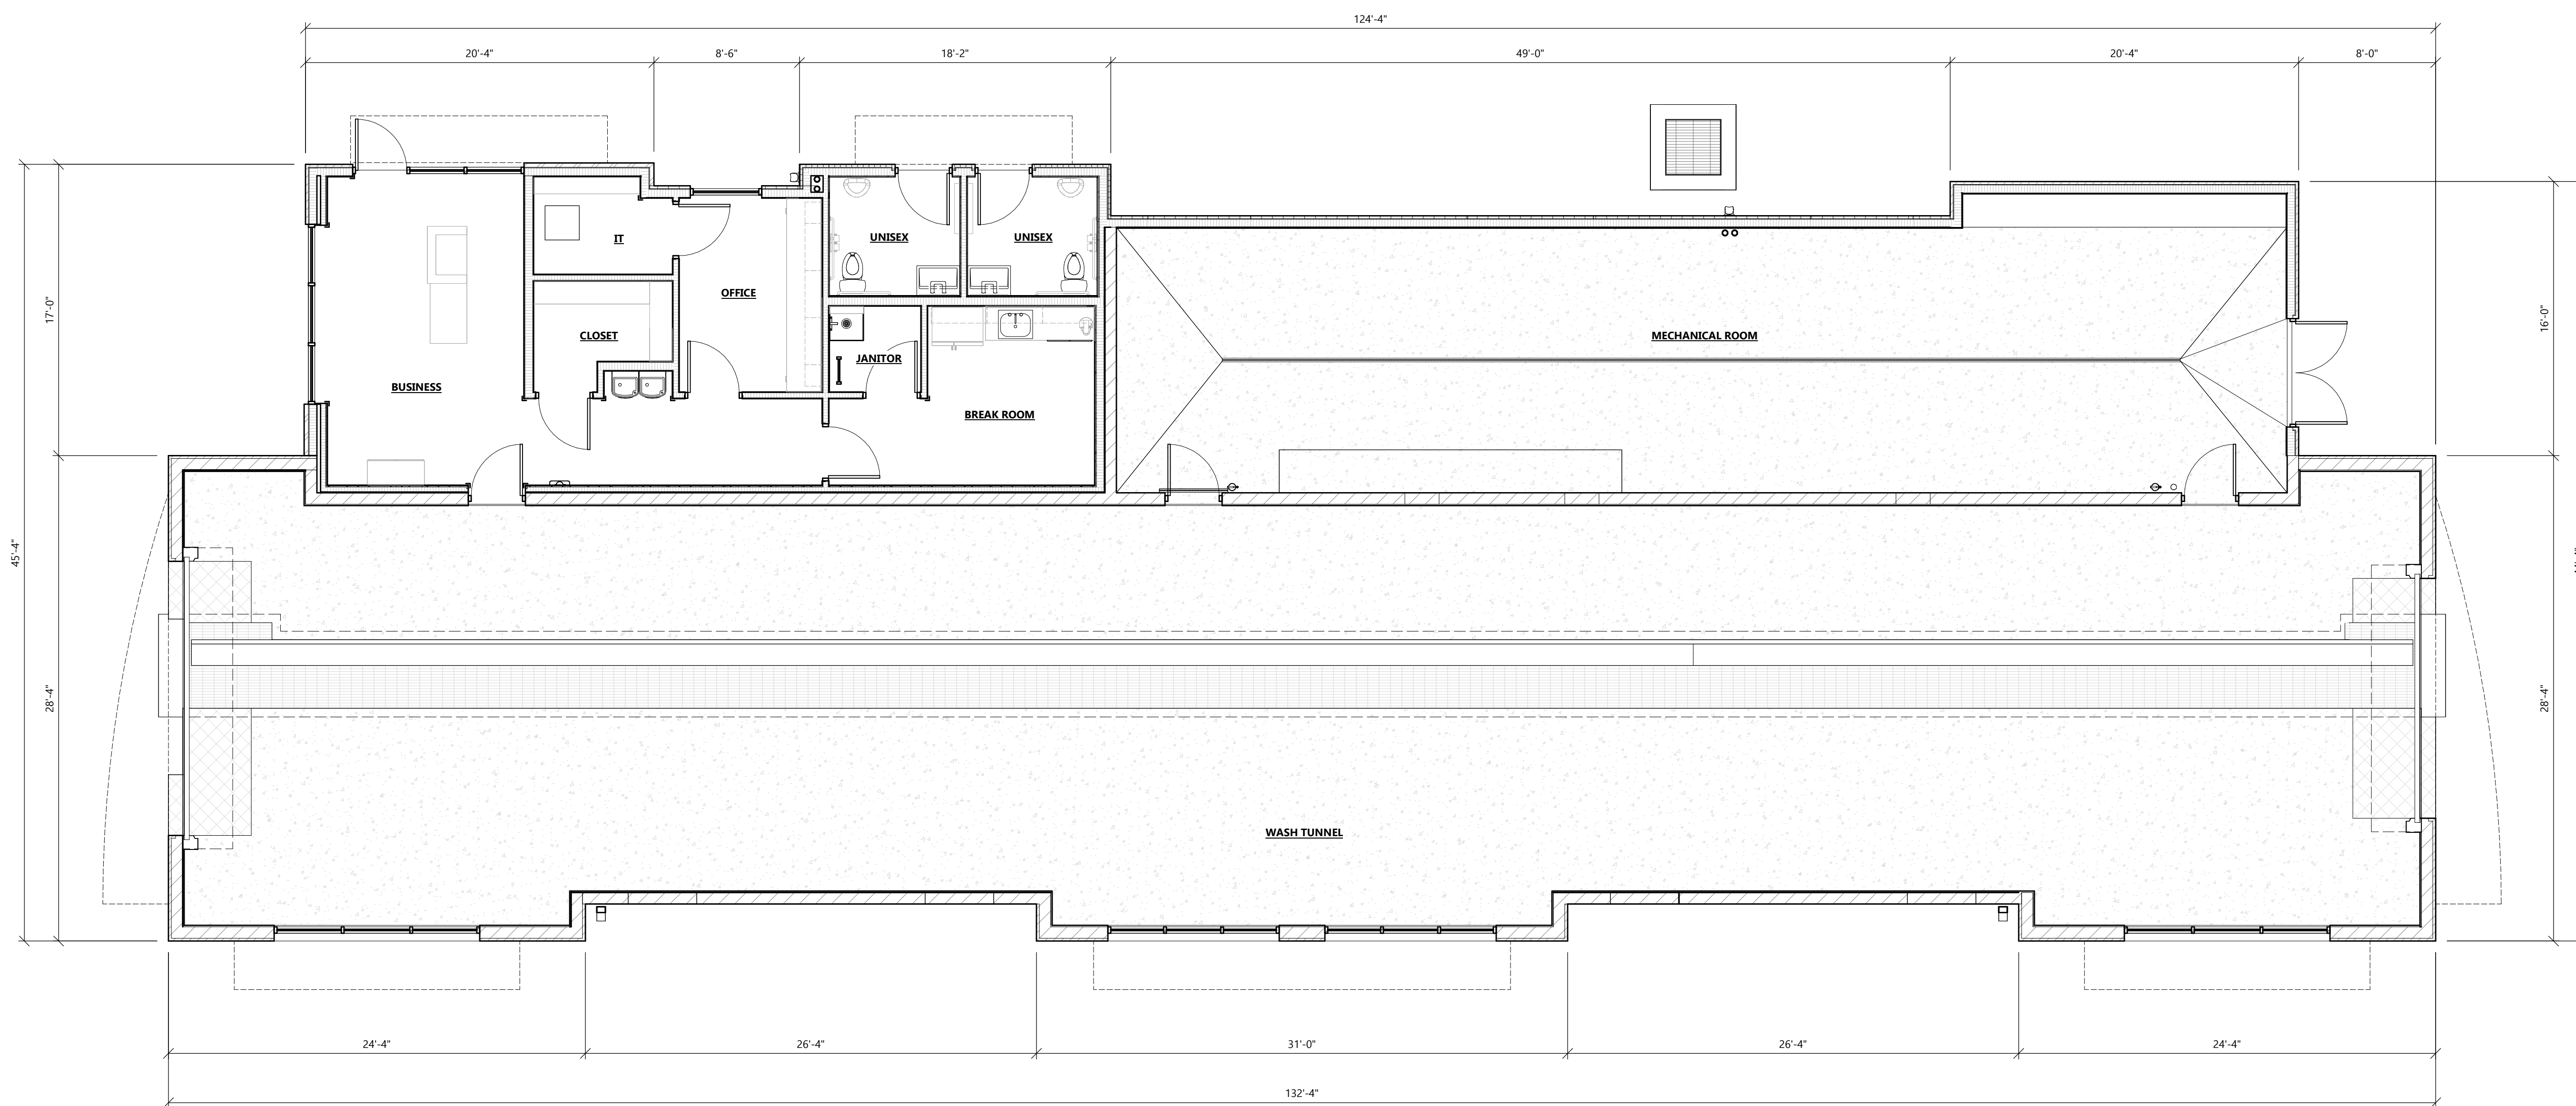 124'-4"
20'-4"
8'-6"
18'-2"
49'-0"
20'-4"
8'-0"
IT
UNISEX
UNISEX
OFFICE
17'-0"
16'-0"
CLOSET
MECHANICAL ROOM
JANITOR
BUSINESS
BREAK ROOM
45'-4"
28'-4"
28'-4"
WASH TUNNEL
24'-4"
26'-4"
31'-0"
26'-4"
24'-4"
132'-4"